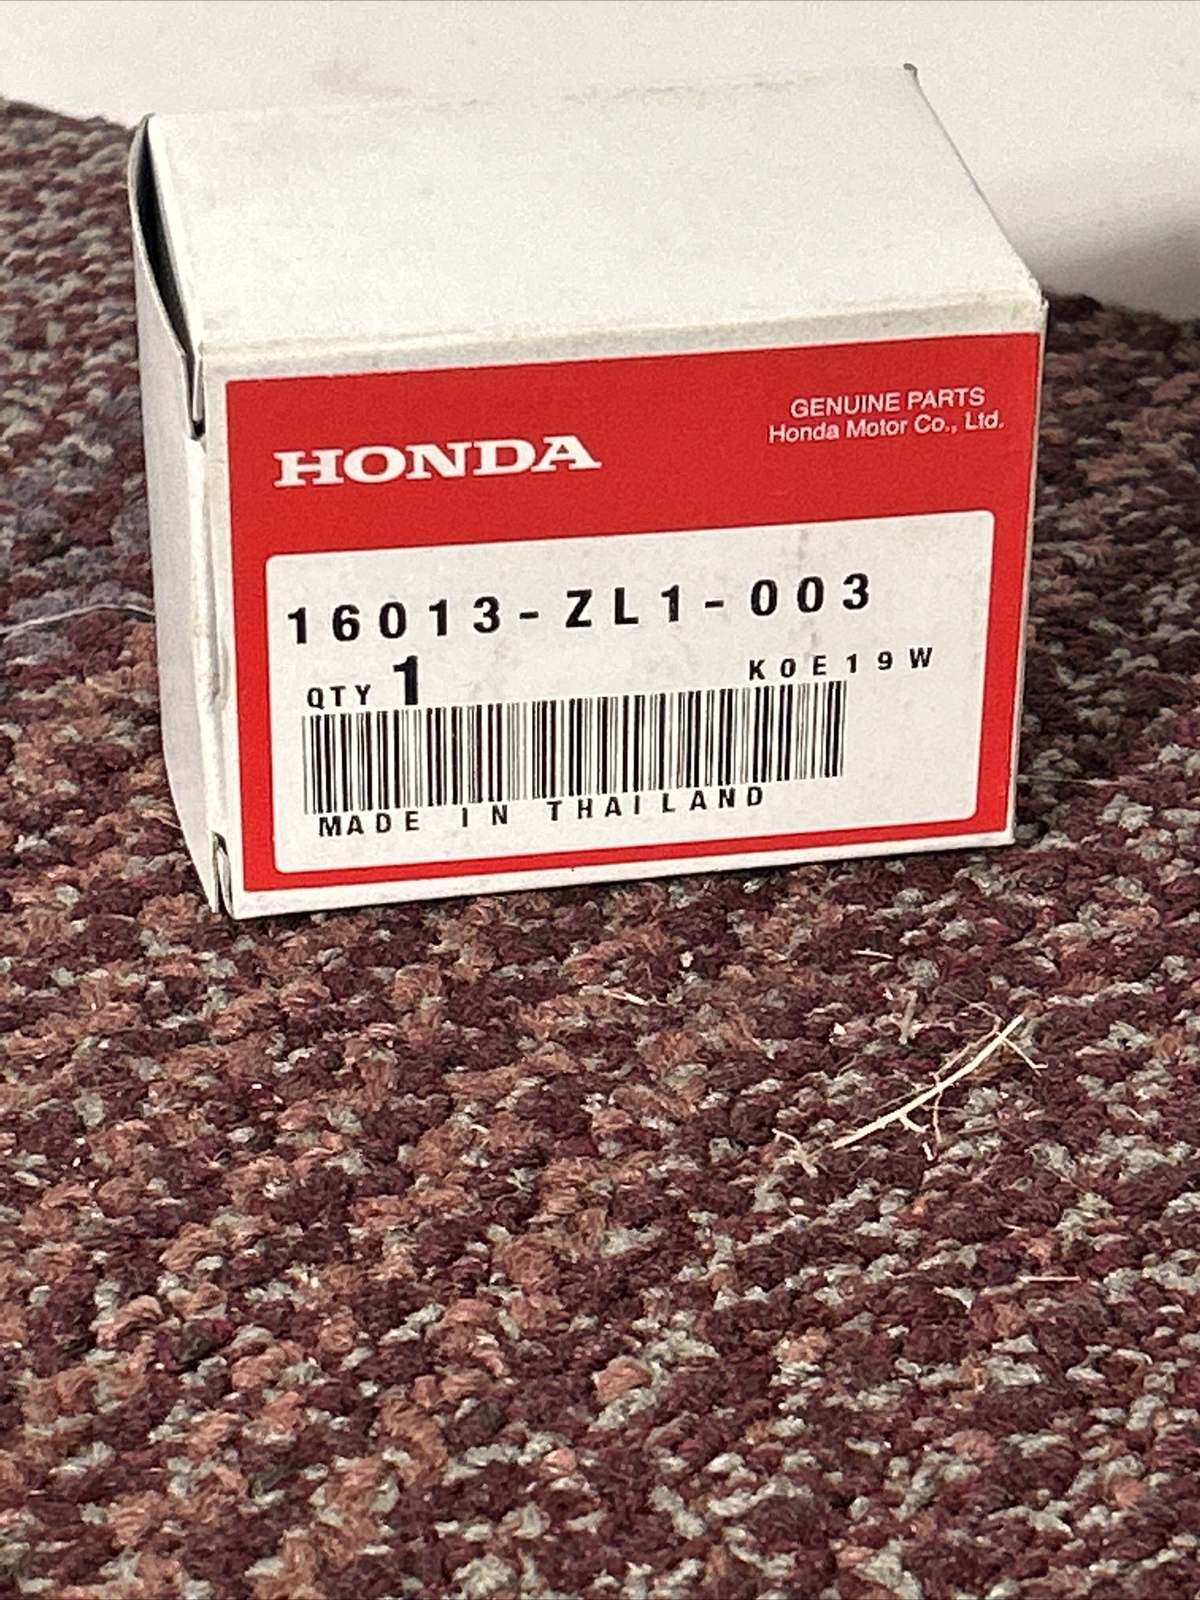 HONDA
GENUINE PARTS
Honda Motor Co., Ltd.
16013-ZL1-003
QTY 1
K0E19W
MADE IN THAILAND